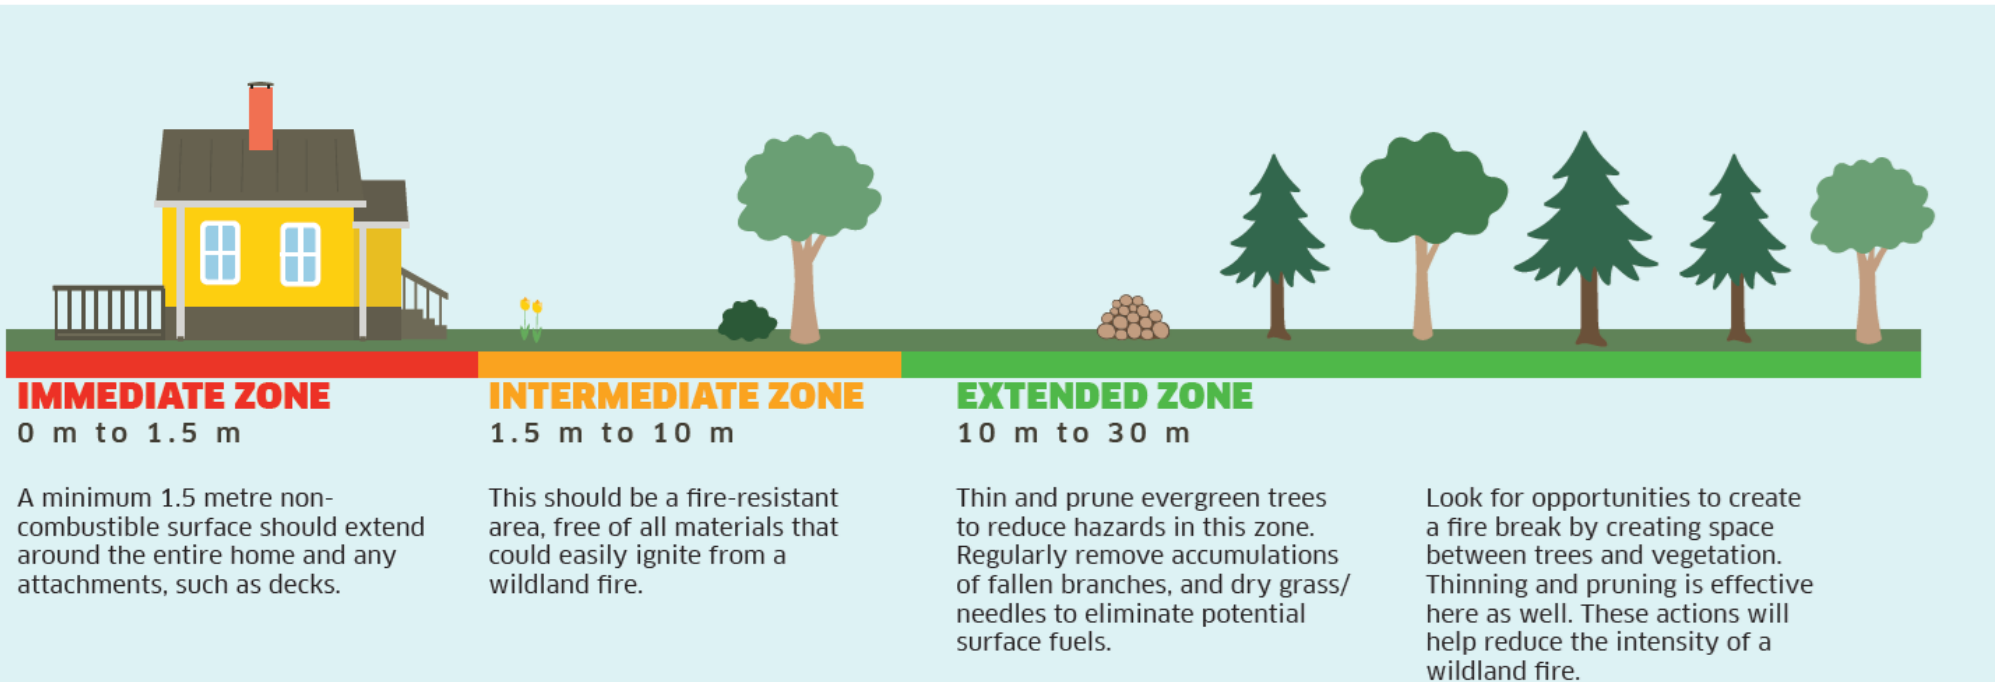 IMMEDIATE ZONE
0 m to 1.5 m
A minimum 1.5 metre non-
combustible surface should extend
around the entire home and any
attachments, such as decks.
INTERMEDIATE ZONE
1.5 m to 10 m
This should be a fire-resistant
area, free of all materials that
could easily ignite from a
wildland fire.
EXTENDED ZONE
10 m to 30 m
Thin and prune evergreen trees
to reduce hazards in this zone.
Regularly remove accumulations
of fallen branches, and dry grass/
needles to eliminate potential
surface fuels.
Look for opportunities to create
a fire break by creating space
between trees and vegetation.
Thinning and pruning is effective
here as well. These actions will
help reduce the intensity of a
wildland fire.